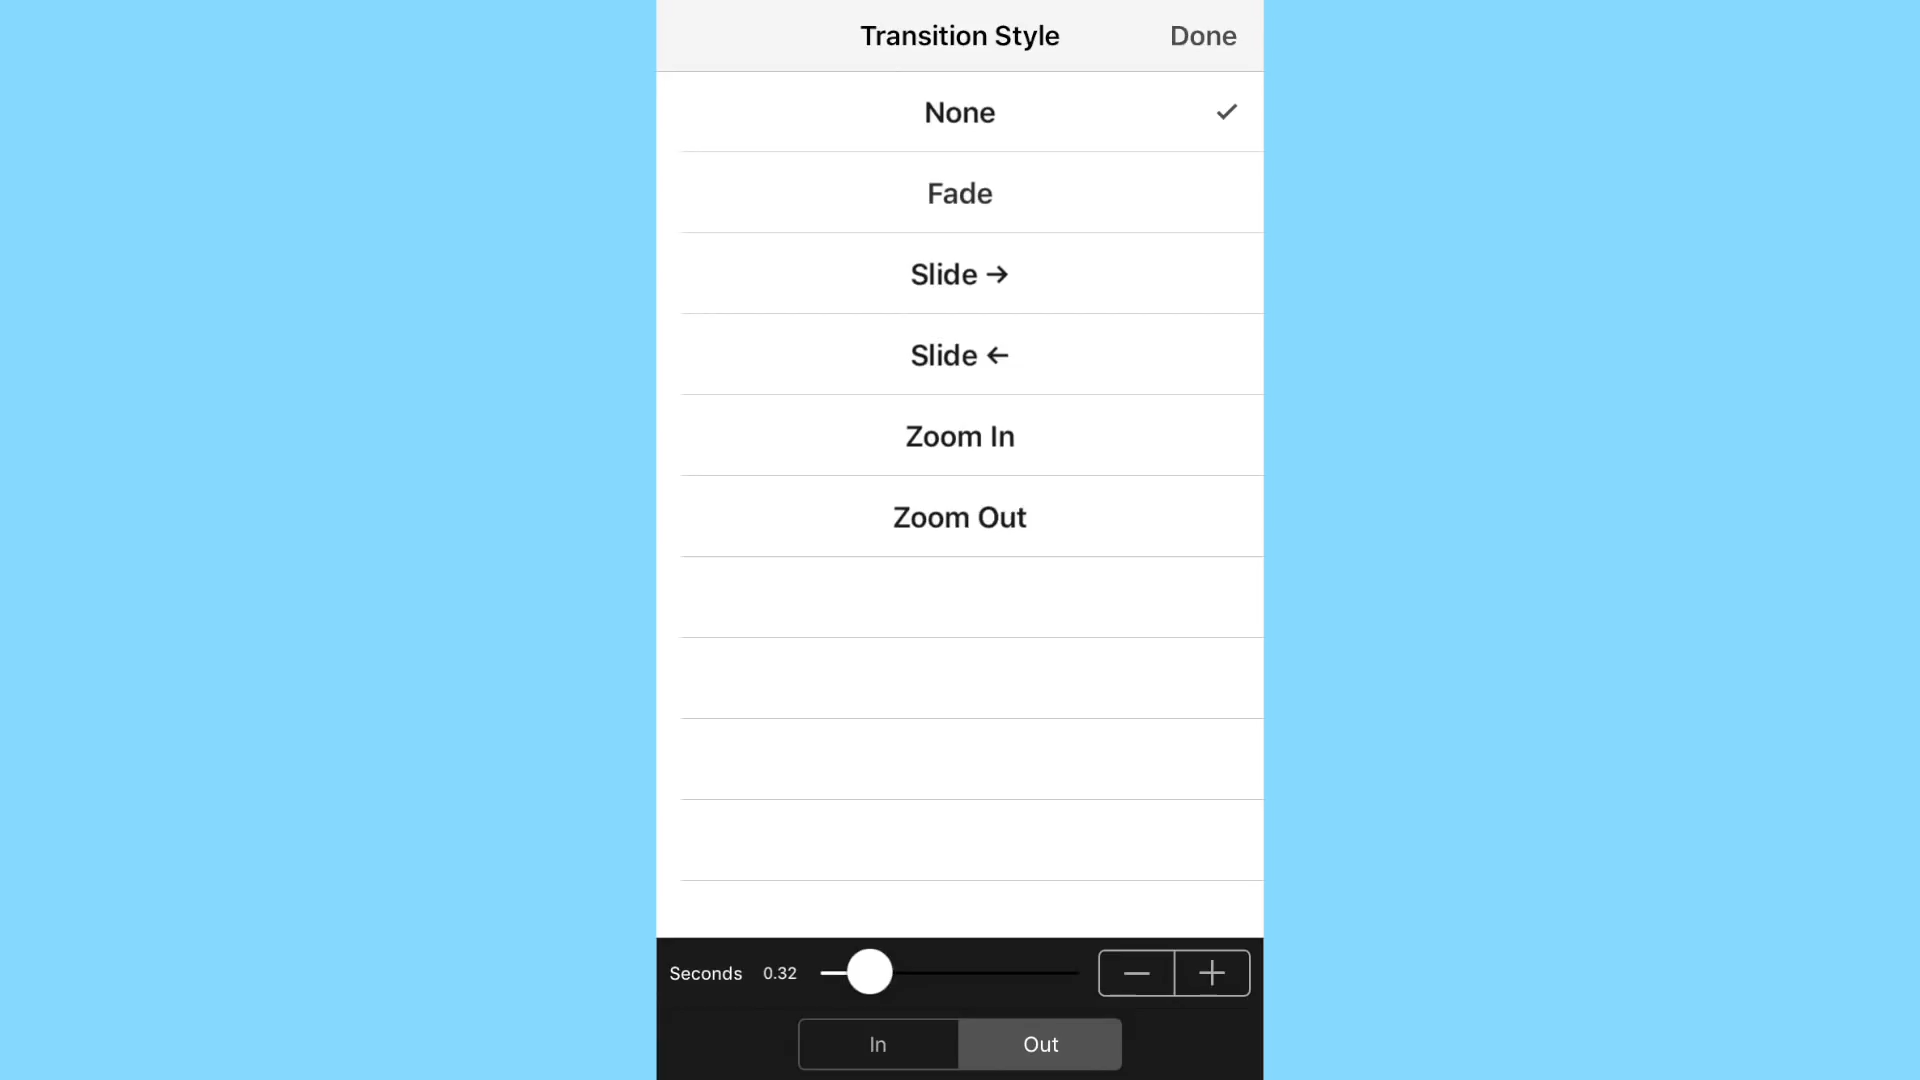 Transition Style Done
None
Fade
Slide →
Slide ←
Zoom In
Zoom Out
Seconds 0.32
In Out